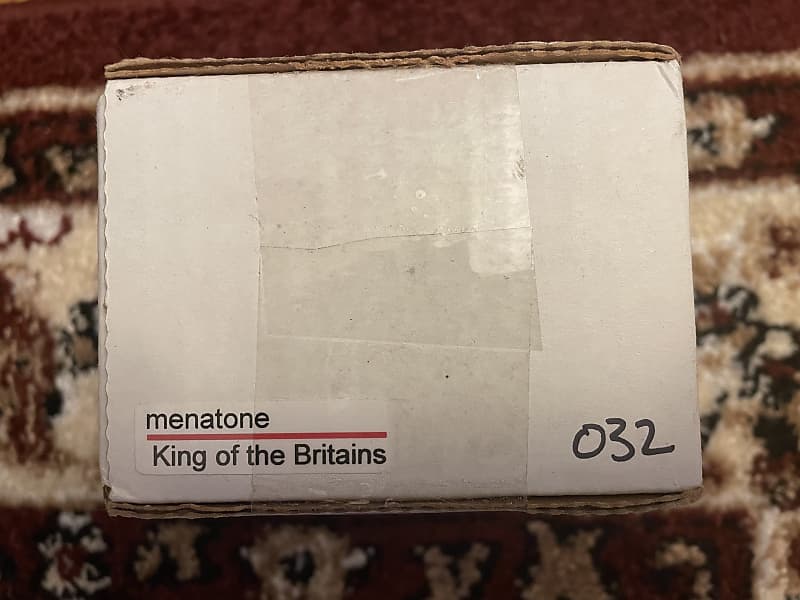 menatone
King of the Britains
032